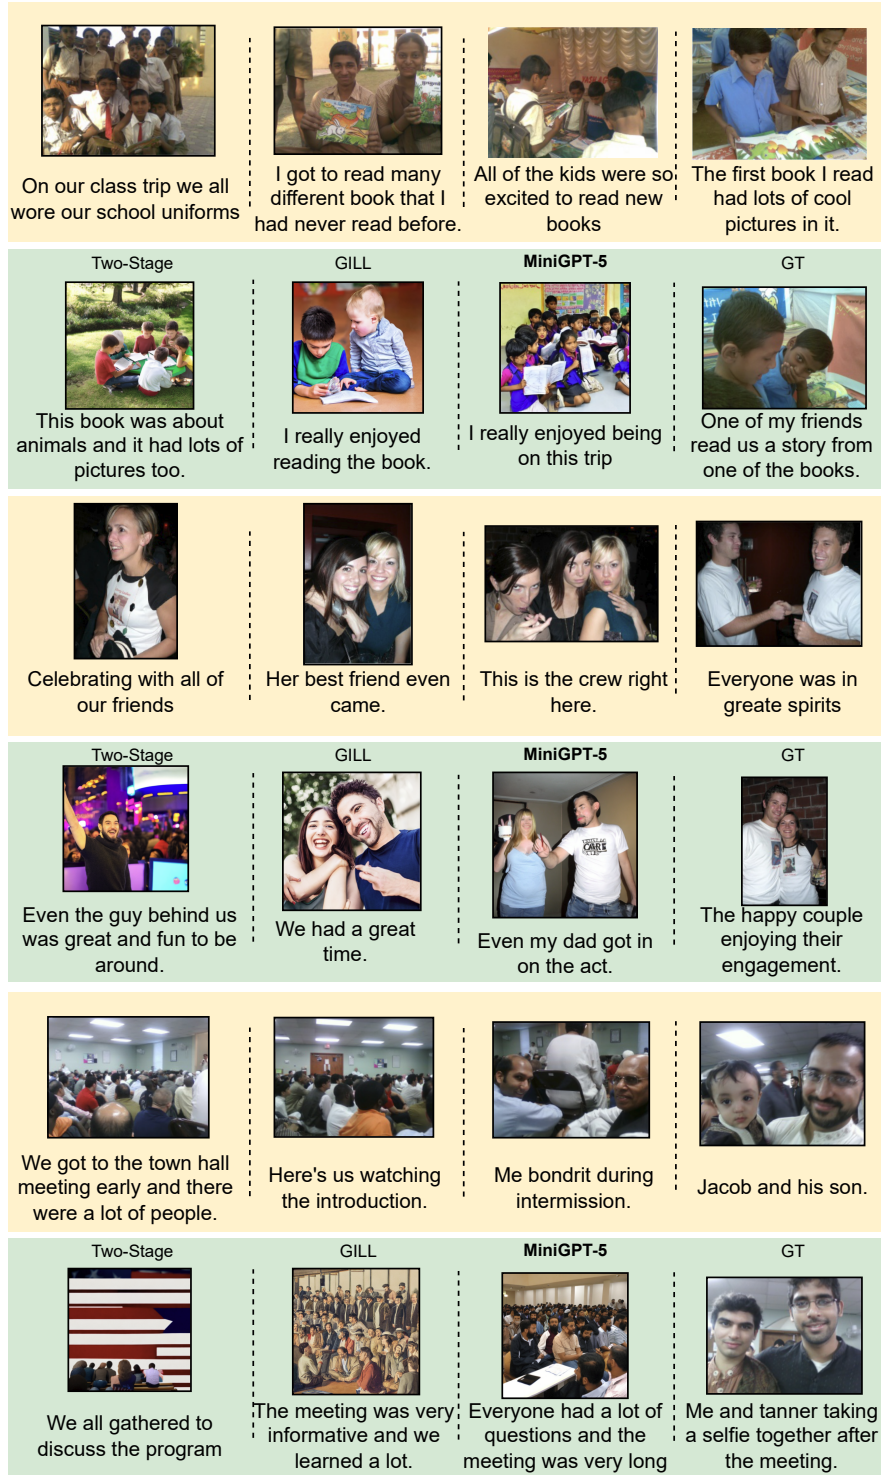 On our class trip we all
wore our school uniforms
I got to read many
different book that I
had never read before.
All of the kids were so
excited to read new
books
The first book I read
had lots of cool
pictures in it.
Two-Stage
GILL
MiniGPT-5
GT
This book was about
animals and it had lots of
pictures too.
I really enjoyed
reading the book.
I really enjoyed being
on this trip
One of my friends
read us a story from
one of the books.
Celebrating with all of
our friends
Her best friend even
came.
This is the crew right
here.
Everyone was in
greate spirits
Two-Stage
GILL
MiniGPT-5
GT
Even the guy behind us
was great and fun to be
around.
We had a great
time.
Even my dad got in
on the act.
The happy couple
enjoying their
engagement.
We got to the town hall
meeting early and there
were a lot of people.
Here's us watching
the introduction.
Me bondrit during
intermission.
Jacob and his son.
Two-Stage
GILL
MiniGPT-5
GT
We all gathered to
discuss the program
The meeting was very
informative and we
learned a lot.
Everyone had a lot of
questions and the
meeting was very long
Me and tanner taking
a selfie together after
the meeting.